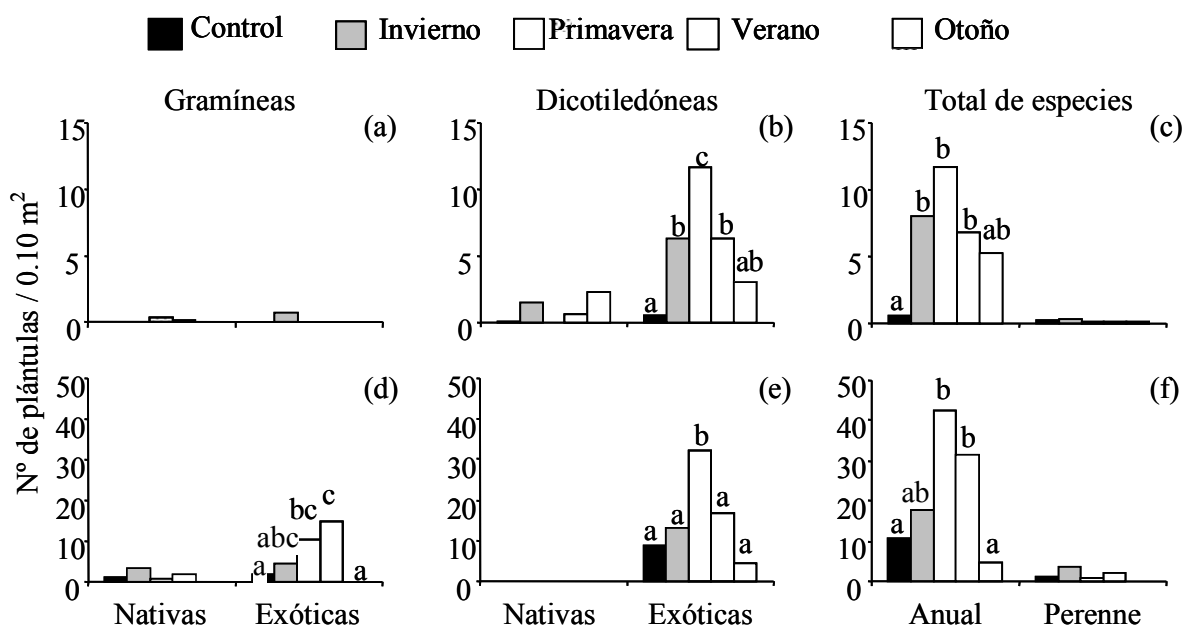 Control Invierno Primavera Verano Otoño
Gramíneas Dicotiledóneas Total de especies
Nº de plántulas / 0.10 m²
15 (a)
10
5
0
15 (b)
10
5
0
a b c b ab
15 (c)
10
5
0
a b b b ab
50 (d)
40
30
20
10
0
a abc bc c a
Nativas Exóticas
50 (e)
40
30
20
10
0
a a b a a
Nativas Exóticas
50 (f)
40
30
20
10
0
a ab b b a
Anual Perenne